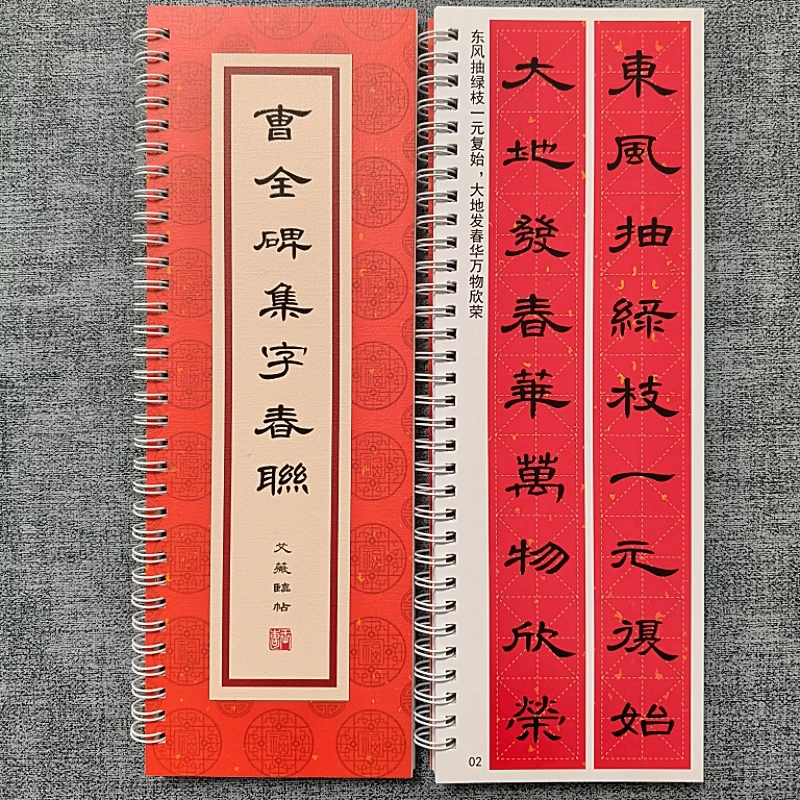 曹全碑集字春聯
艾薇臨帖
东风抽绿枝一元复始，大地发春华万物欣荣
東風抽綠枝一元復始
大地發春華萬物欣榮
02